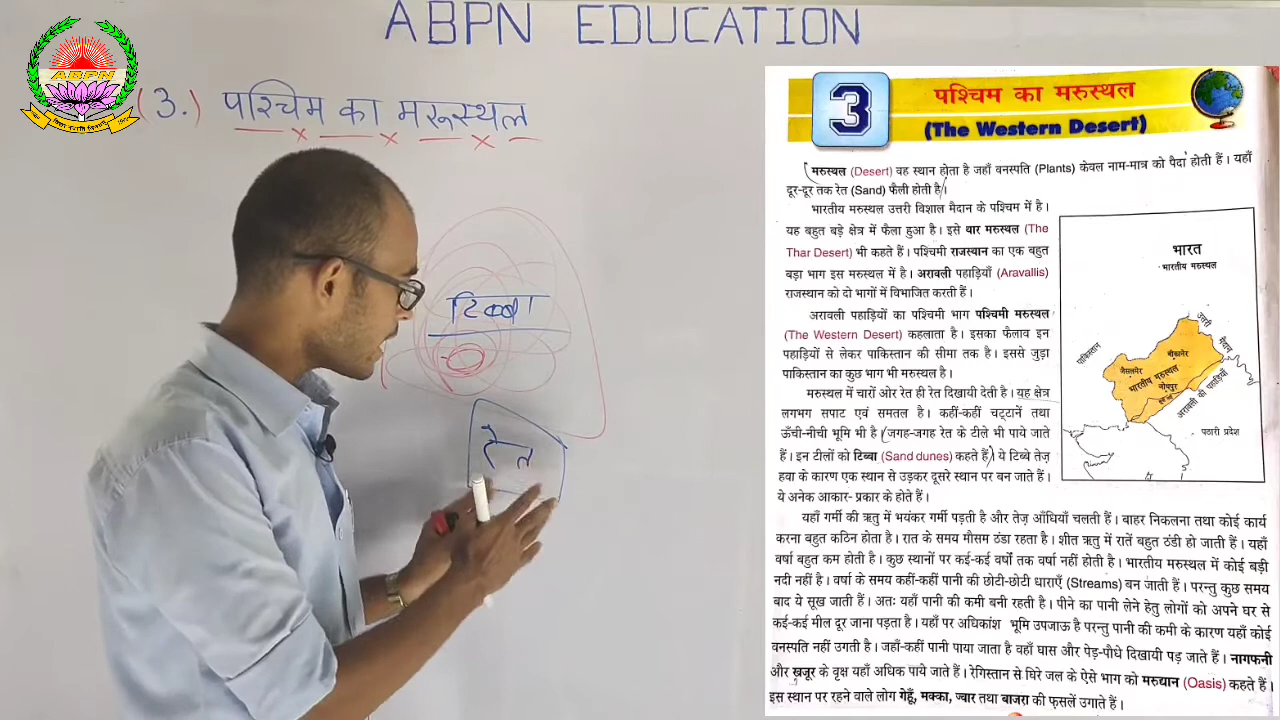 ABPN EDUCATION
ABPN
(3.) पश्चिम का मरूस्थल
टिब्बा
रेत
3
पश्चिम का मरुस्थल
(The Western Desert)
मरुस्थल (Desert) वह स्थान होता है जहाँ वनस्पति (Plants) केवल नाम-मात्र को पैदा होती हैं। यहाँ
दूर-दूर तक रेत (Sand) फैली होती है।
भारतीय मरुस्थल उत्तरी विशाल मैदान के पश्चिम में है।
यह बहुत बड़े क्षेत्र में फैला हुआ है। इसे थार मरुस्थल (The
Thar Desert) भी कहते हैं। पश्चिमी राजस्थान का एक बहुत
बड़ा भाग इस मरुस्थल में है। अरावली पहाड़ियाँ (Aravallis)
राजस्थान को दो भागों में विभाजित करती हैं।
अरावली पहाड़ियों का पश्चिमी भाग पश्चिमी मरुस्थल
(The Western Desert) कहलाता है। इसका फैलाव इन
पहाड़ियों से लेकर पाकिस्तान की सीमा तक है। इससे जुड़ा
पाकिस्तान का कुछ भाग भी मरुस्थल है।
मरुस्थल में चारों ओर रेत ही रेत दिखायी देती है। यह क्षेत्र
लगभग सपाट एवं समतल है। कहीं-कहीं चट्टानें तथा
ऊँची-नीची भूमि भी है। जगह-जगह रेत के टीले भी पाये जाते
हैं। इन टीलों को टिब्बा (Sand dunes) कहते हैं। ये टिब्बे तेज़
हवा के कारण एक स्थान से उड़कर दूसरे स्थान पर बन जाते हैं।
ये अनेक आकार- प्रकार के होते हैं।
भारत
भारतीय मरुस्थल
पाकिस्तान
उत्तरी
मैदान
बीकानेर
जैसलमेर
भारतीय मरुस्थल
जोधपुर
अरावली की पहाड़ियाँ
पठारी प्रदेश
यहाँ गर्मी की ऋतु में भयंकर गर्मी पड़ती है और तेज़ आँधियाँ चलती हैं। बाहर निकलना तथा कोई कार्य
करना बहुत कठिन होता है। रात के समय मौसम ठंडा रहता है। शीत ऋतु में रातें बहुत ठंडी हो जाती हैं। यहाँ
वर्षा बहुत कम होती है। कुछ स्थानों पर कई-कई वर्षों तक वर्षा नहीं होती है। भारतीय मरुस्थल में कोई बड़ी
नदी नहीं है। वर्षा के समय कहीं-कहीं पानी की छोटी-छोटी धाराएँ (Streams) बन जाती हैं। परन्तु कुछ समय
बाद ये सूख जाती हैं। अतः यहाँ पानी की कमी बनी रहती है। पीने का पानी लेने हेतु लोगों को अपने घर से
कई-कई मील दूर जाना पड़ता है। यहाँ पर अधिकांश भूमि उपजाऊ है परन्तु पानी की कमी के कारण यहाँ कोई
वनस्पति नहीं उगती है। जहाँ-कहीं पानी पाया जाता है वहाँ घास और पेड़-पौधे दिखायी पड़ जाते हैं। नागफनी
और खजूर के वृक्ष यहाँ अधिक पाये जाते हैं। रेगिस्तान से घिरे जल के ऐसे भाग को मरुद्यान (Oasis) कहते हैं।
इस स्थान पर रहने वाले लोग गेहूँ, मक्का, ज्वार तथा बाजरा की फ़सलें उगाते हैं।